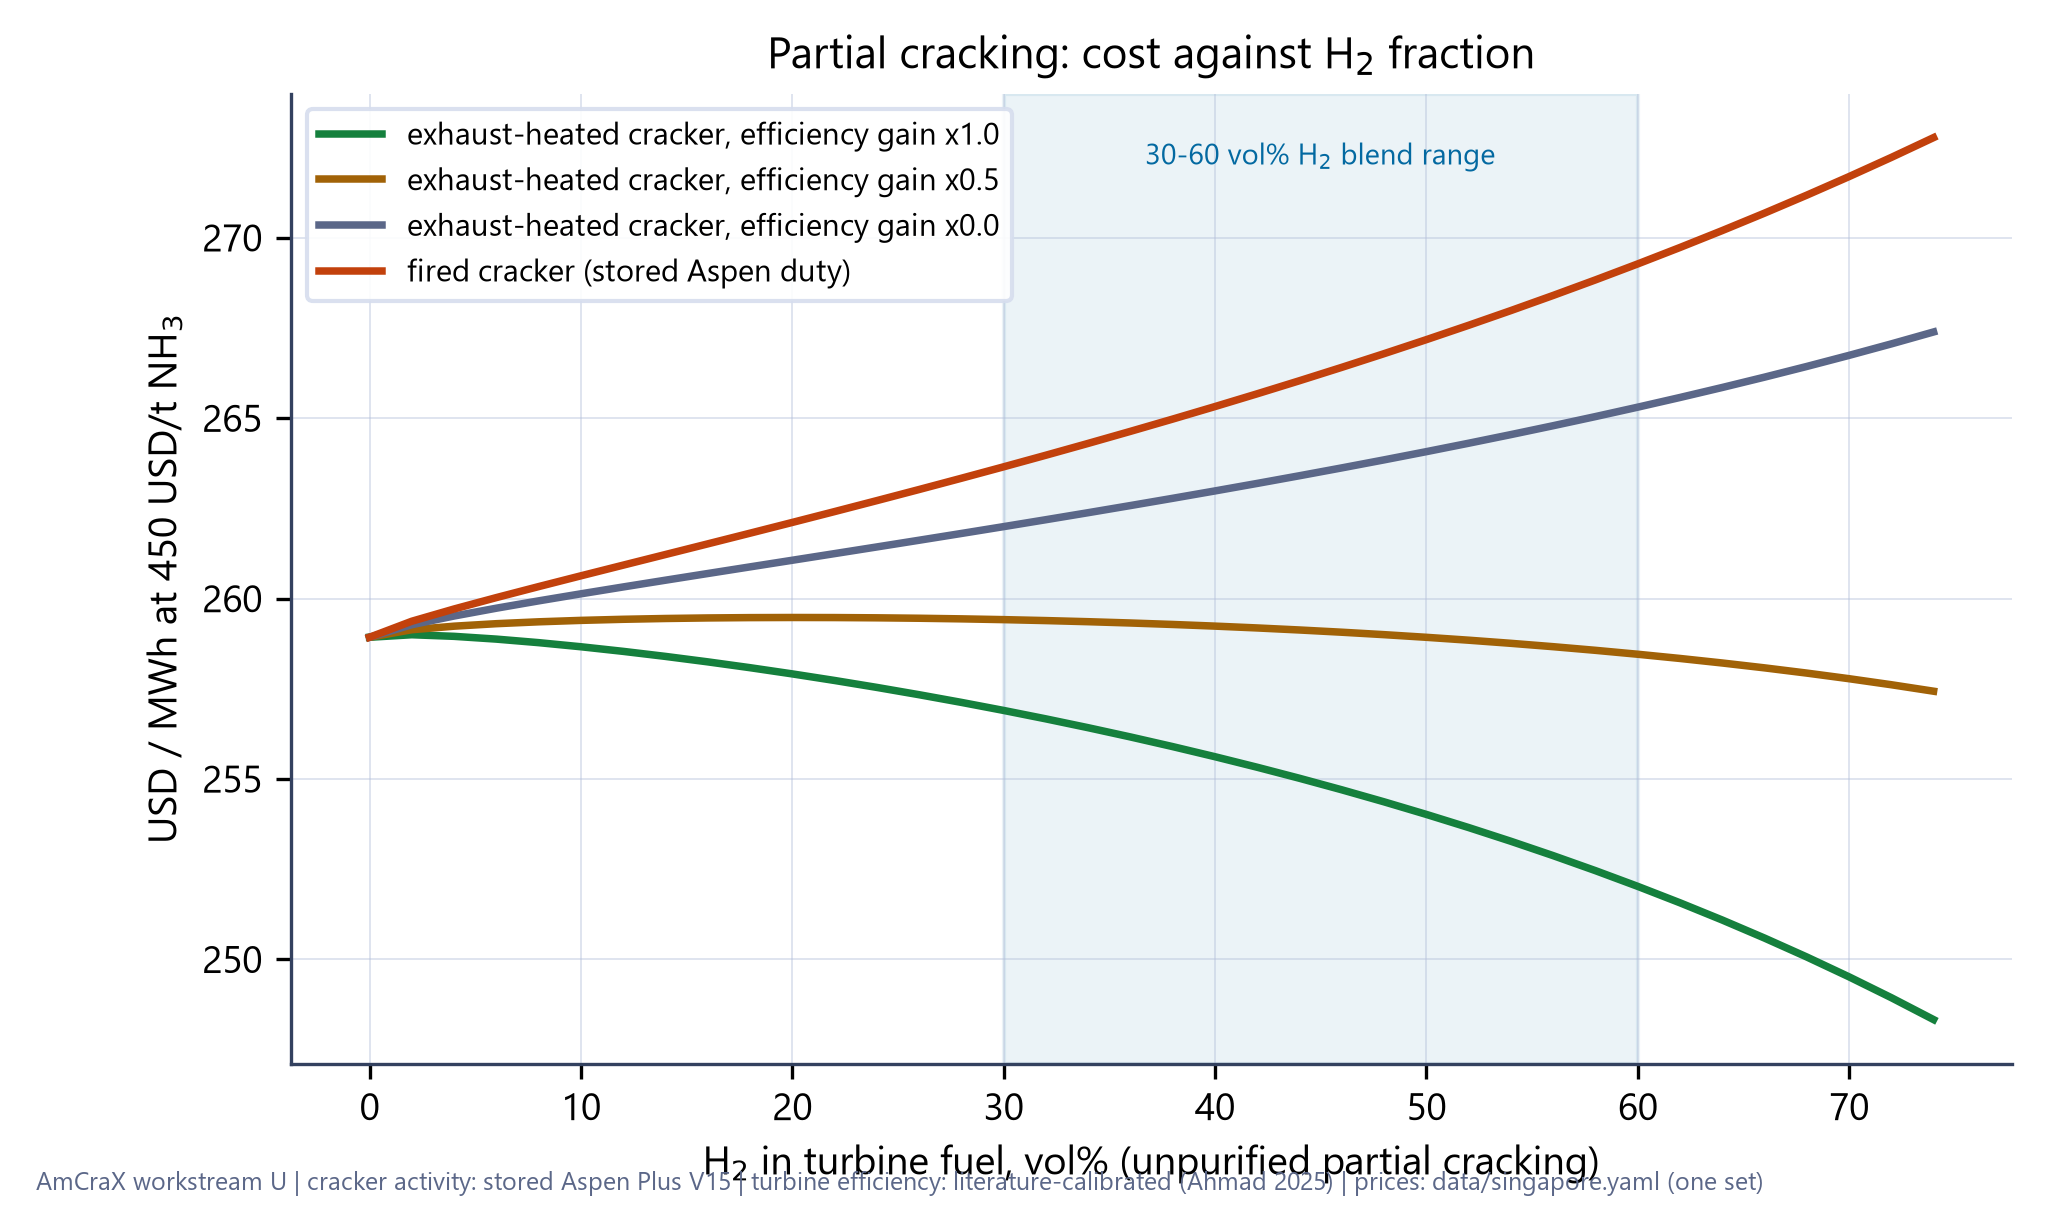 Partial cracking: cost against H₂ fraction
exhaust-heated cracker, efficiency gain x1.0
exhaust-heated cracker, efficiency gain x0.5
exhaust-heated cracker, efficiency gain x0.0
fired cracker (stored Aspen duty)
30-60 vol% H₂ blend range
USD / MWh at 450 USD/t NH₃
270
265
260
255
250
0 10 20 30 40 50 60 70
H₂ in turbine fuel, vol% (unpurified partial cracking)
AmCraX workstream U | cracker activity: stored Aspen Plus V15 | turbine efficiency: literature-calibrated (Ahmad 2025) | prices: data/singapore.yaml (one set)